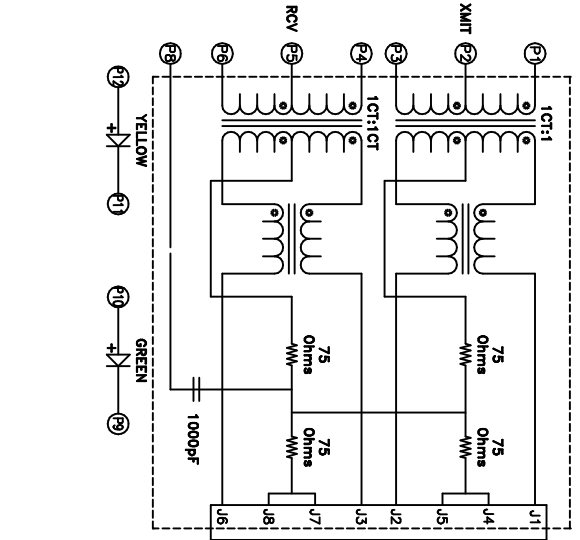 XMIT
RCV
P1
P2
P3
P4
P5
P6
P8
1CT:1
1CT:1CT
75
Ohms
75
Ohms
75
Ohms
75
Ohms
1000pF
J1
J4
J5
J2
J3
J7
J8
J6
P12
+
YELLOW
P11
P10
+
GREEN
P9